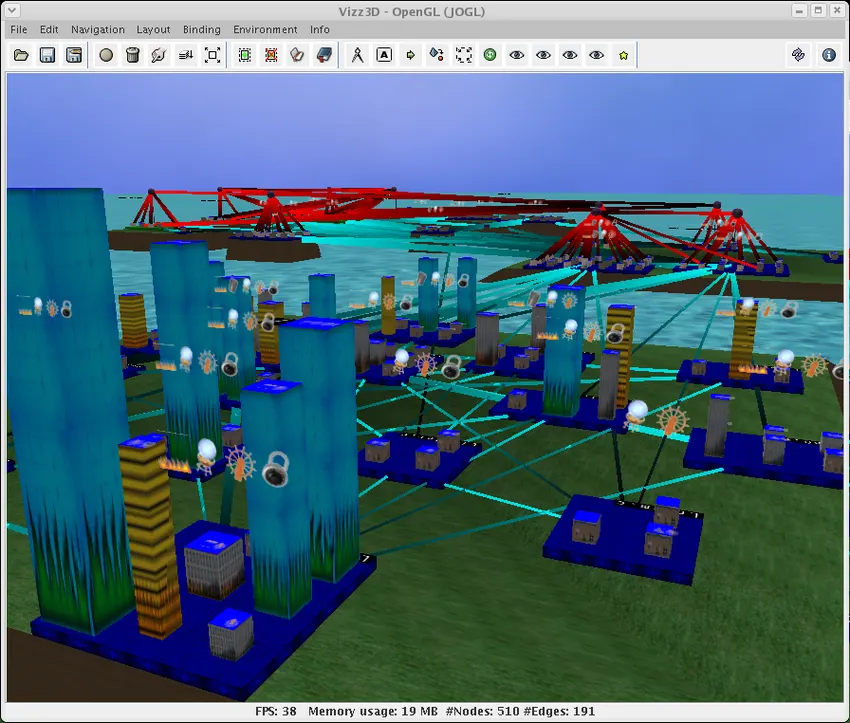 Vizz3D - OpenGL (JOGL)
File Edit Navigation Layout Binding Environment Info
A
FPS: 38 Memory usage: 19 MB #Nodes: 510 #Edges: 191